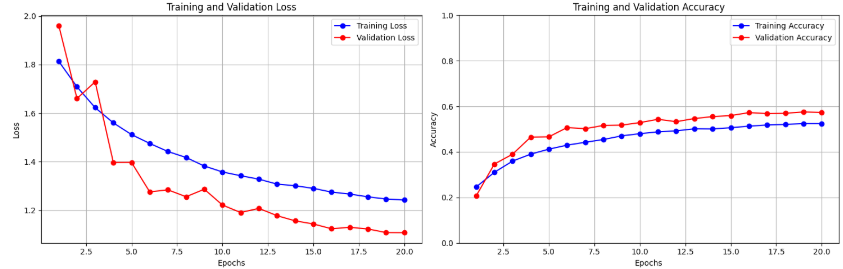 Training and Validation Loss
2.0
1.8
1.6
1.4
1.2
Loss
2.5
5.0
7.5
10.0
12.5
15.0
17.5
20.0
Epochs
Training Loss
Validation Loss
Training and Validation Accuracy
1.0
0.8
0.6
0.4
0.2
0.0
Accuracy
2.5
5.0
7.5
10.0
12.5
15.0
17.5
20.0
Epochs
Training Accuracy
Validation Accuracy